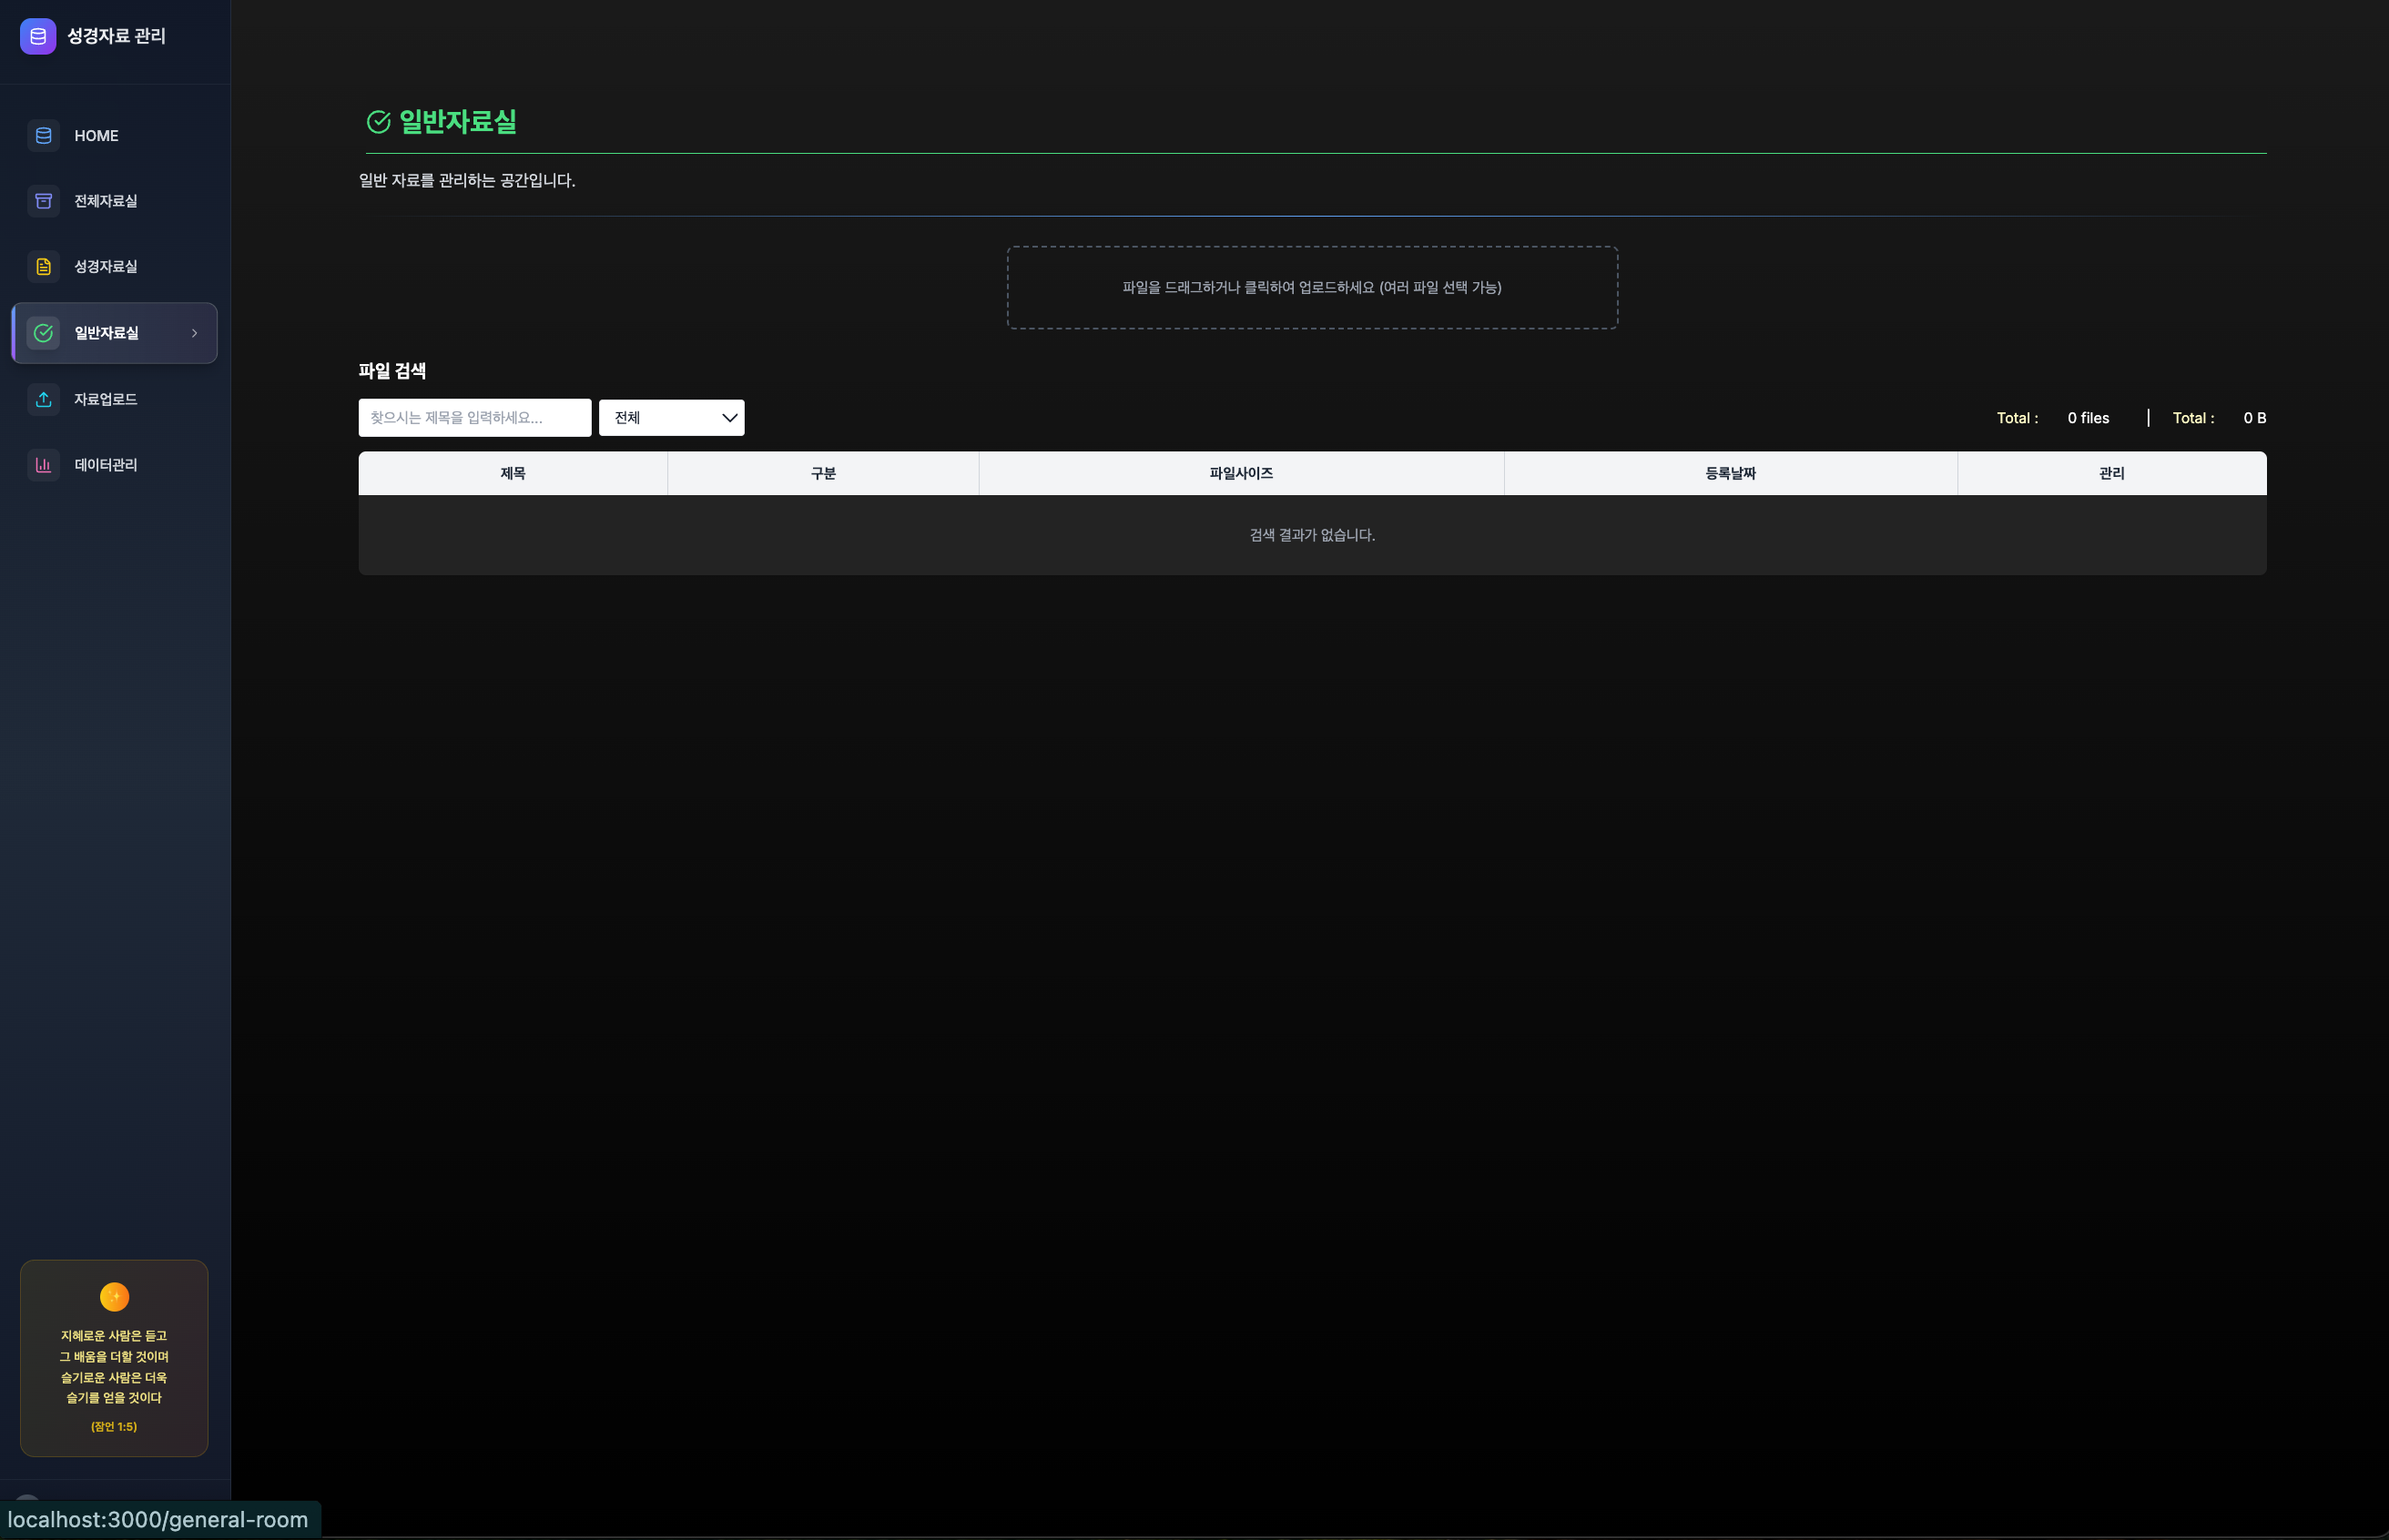 성경자료 관리
HOME
전체자료실
성경자료실
일반자료실
자료업로드
데이터관리
지혜로운 사람은 듣고
그 배움을 더할 것이며
슬기로운 사람은 더욱
슬기를 얻을 것이다
(잠언 1:5)
localhost:3000/general-room
일반자료실
일반 자료를 관리하는 공간입니다.
파일을 드래그하거나 클릭하여 업로드하세요 (여러 파일 선택 가능)
파일 검색
찾으시는 제목을 입력하세요... 전체 Total : 0 files | Total : 0 B
제목 구분 파일사이즈 등록날짜 관리
검색 결과가 없습니다.